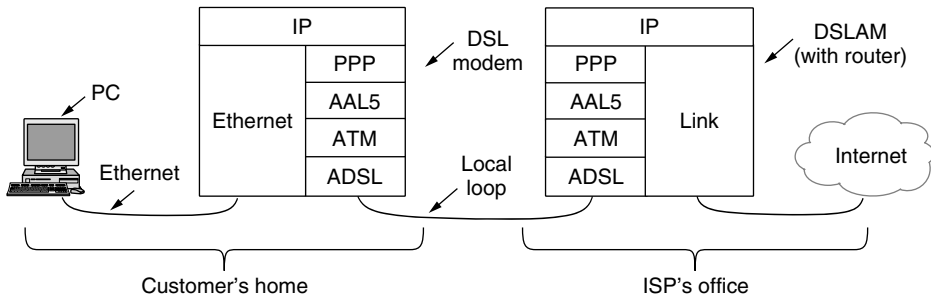 IP
PPP
AAL5
ATM
ADSL
Ethernet
DSL
modem
IP
PPP
AAL5
ATM
ADSL
Link
DSLAM
(with router)
PC
Ethernet
Local
loop
Internet
Customer's home
ISP's office